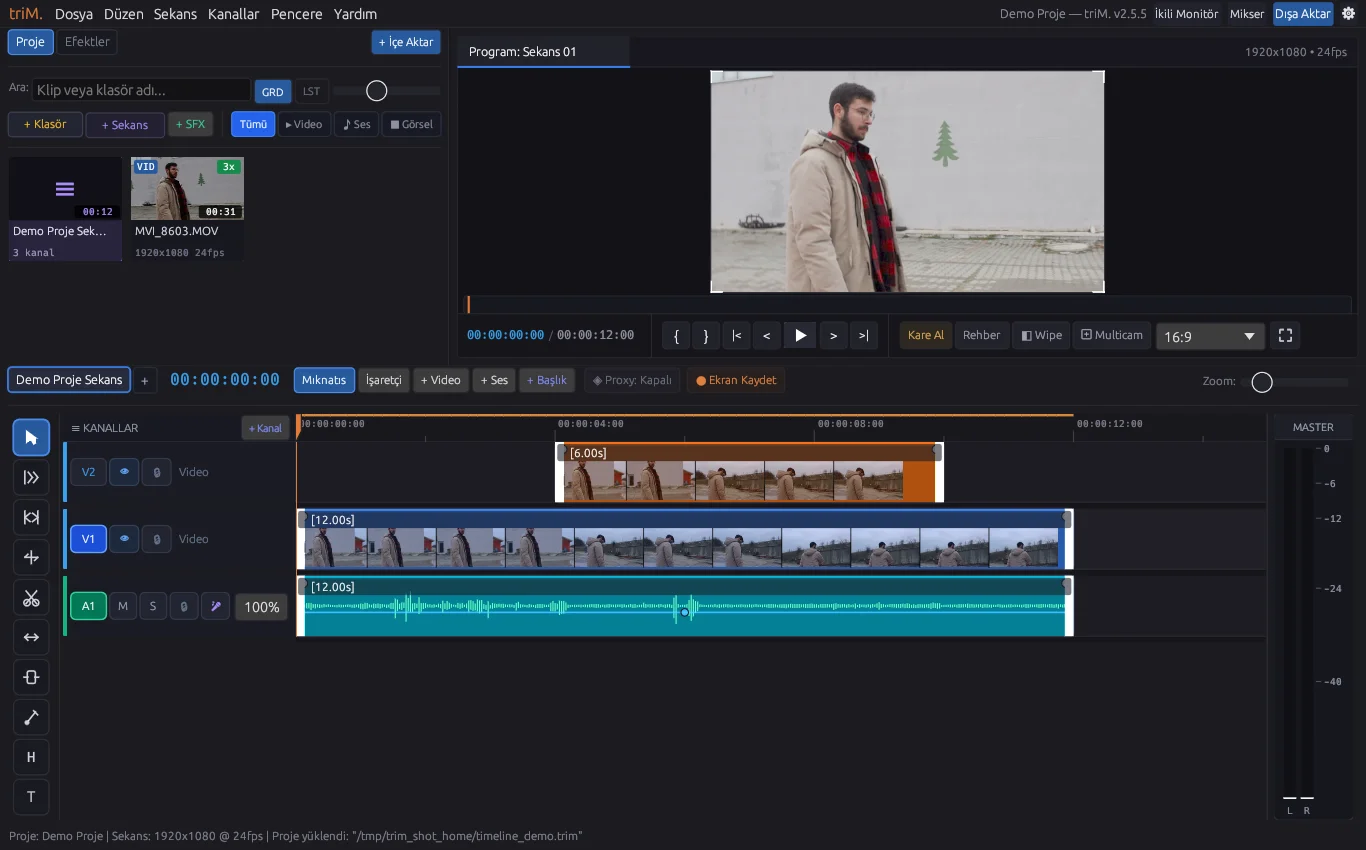 triM. Dosya Düzen Sekans Kanallar Pencere Yardım Demo Proje — triM. v2.5.5 İkili Monitör Mikser Dışa Aktar
Proje Efektler + İçe Aktar
Program: Sekans 01 1920x1080 • 24fps
Ara: Klip veya klasör adı... GRD LST
+ Klasör + Sekans + SFX Tümü Video Ses Görsel
00:12
VID 3x 00:31
Demo Proje Sek... MVI_8603.MOV
3 kanal 1920x1080 24fps
00:00:00:00 / 00:00:12:00 { } |< < > >| Kare Al Rehber Wipe Multicam 16:9
Demo Proje Sekans + 00:00:00:00 Mıknatıs İşaretçi + Video + Ses + Başlık Proxy: Kapalı Ekran Kaydet Zoom:
KANALLAR + Kanal 00:00:00:00 00:00:04:00 00:00:08:00 00:00:12:00 MASTER
V2 Video [6.00s]
V1 Video [12.00s]
A1 M S 100% [12.00s]
H
T
0
-6
-12
-24
-40
L R
Proje: Demo Proje | Sekans: 1920x1080 @ 24fps | Proje yüklendi: "/tmp/trim_shot_home/timeline_demo.trim"